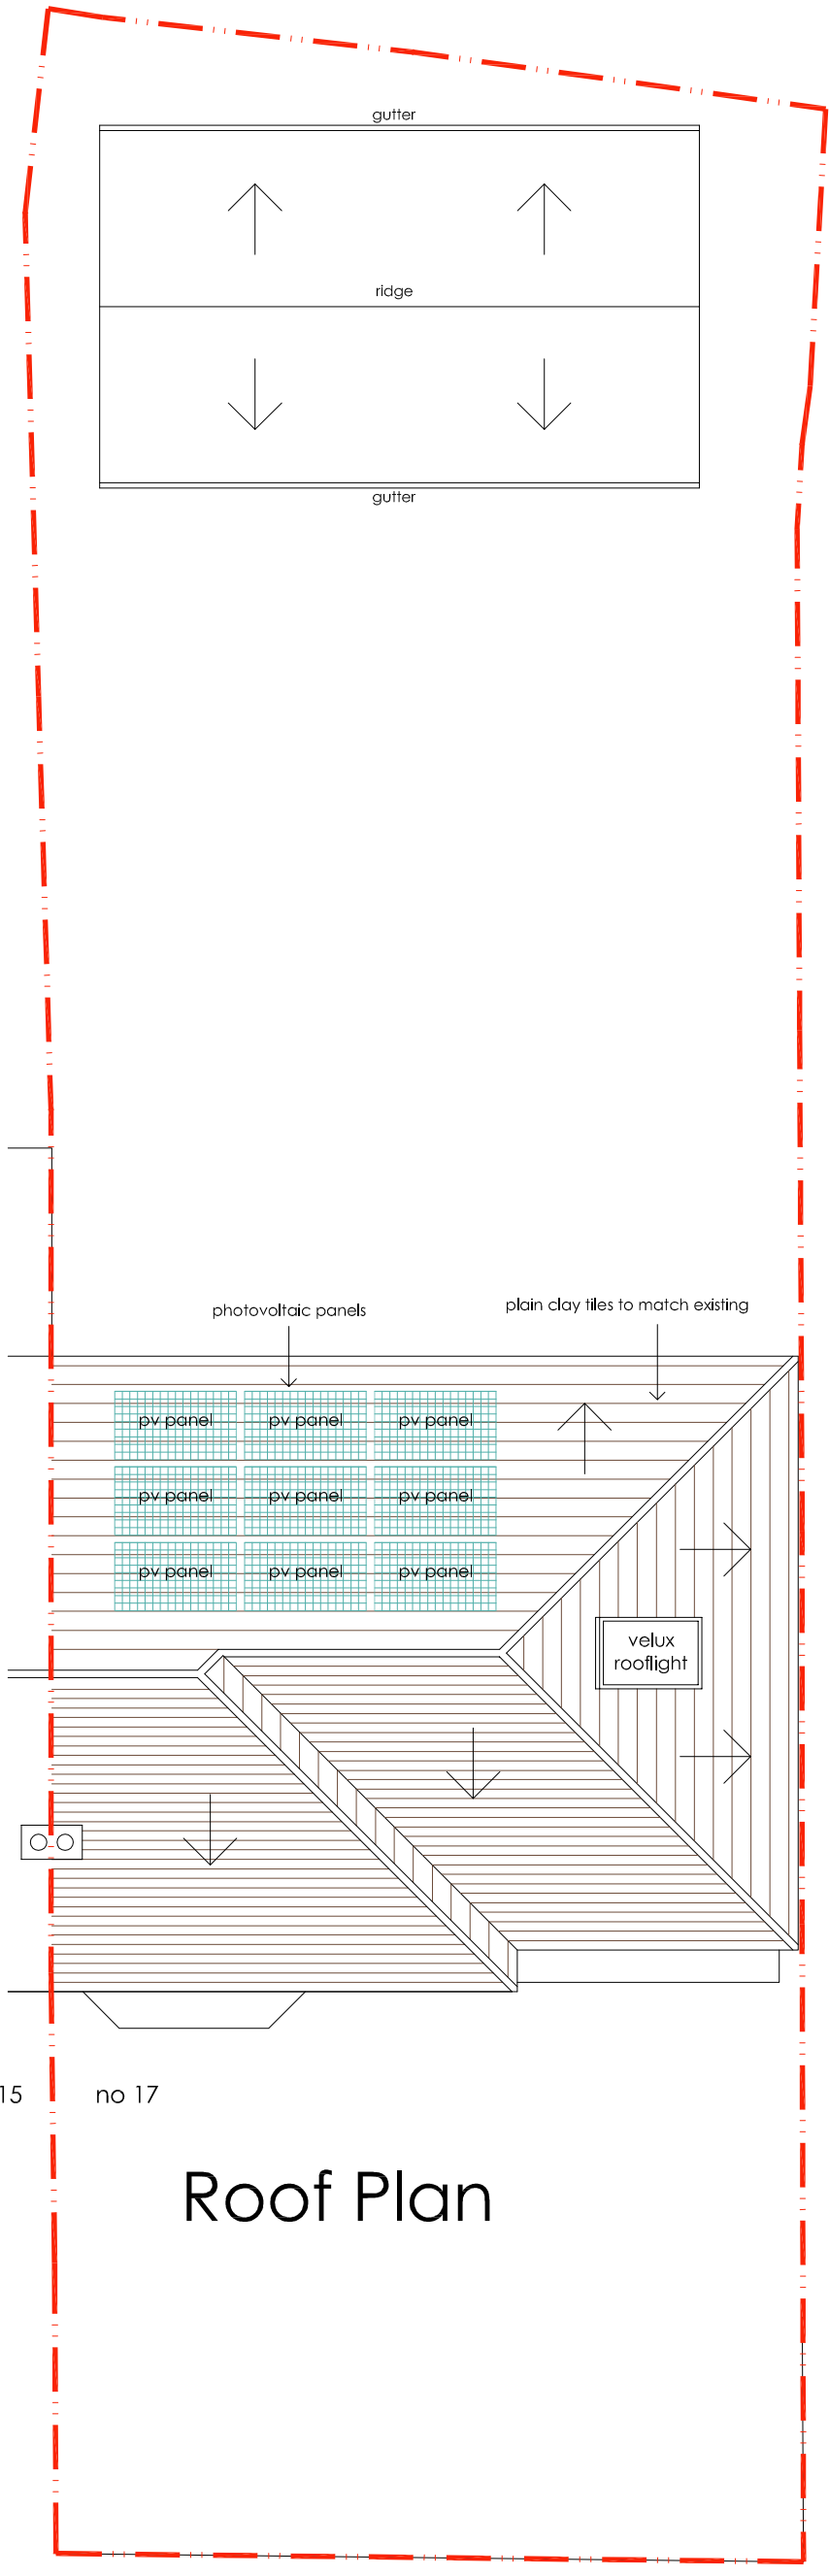 gutter
ridge
gutter
photovoltaic panels
plain clay tiles to match existing
pv panel pv panel pv panel
pv panel pv panel pv panel
pv panel pv panel pv panel
velux
rooflight
15
no 17
Roof Plan